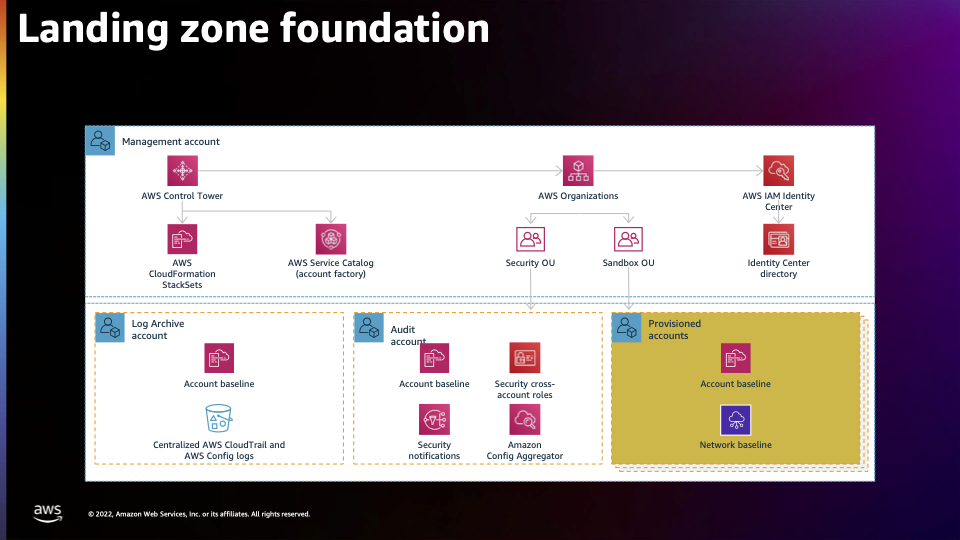 Landing zone foundation
Management account
AWS Control Tower
AWS Organizations
AWS IAM Identity
Center
AWS
CloudFormation
StackSets
AWS Service Catalog
(account factory)
Security OU
Sandbox OU
Identity Center
directory
Log Archive
account
Account baseline
Centralized AWS CloudTrail and
AWS Config logs
Audit
account
Account baseline
Security cross-
account roles
Security
notifications
Amazon
Config Aggregator
Provisioned
accounts
Account baseline
Network baseline
aws
© 2022, Amazon Web Services, Inc. or its affiliates. All rights reserved.